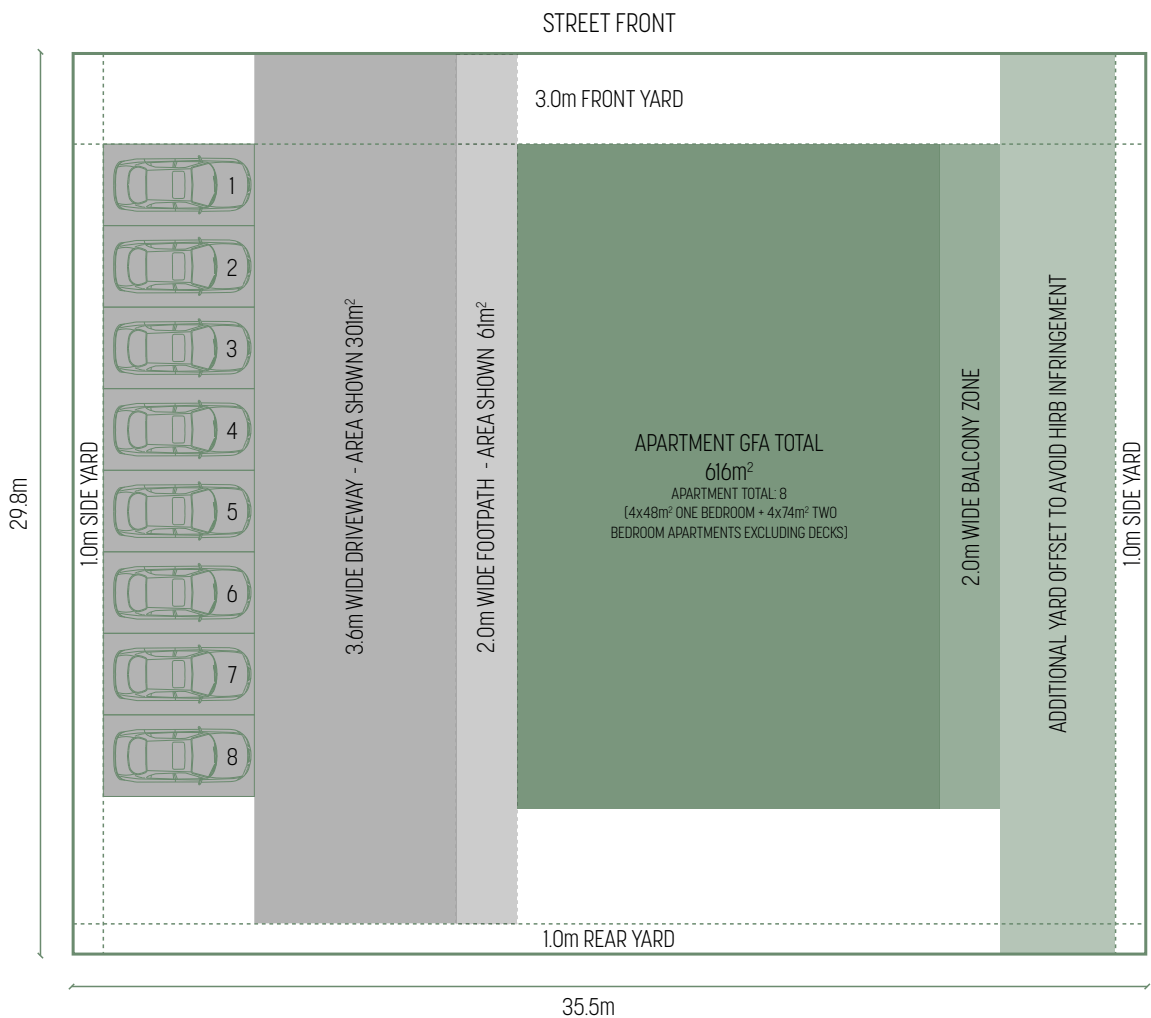 STREET FRONT
3.0m FRONT YARD
1
2
3
4
5
6
7
8
29.8m
1.0m SIDE YARD
3.6m WIDE DRIVEWAY - AREA SHOWN 301m²
2.0m WIDE FOOTPATH - AREA SHOWN 61m²
APARTMENT GFA TOTAL
616m²
APARTMENT TOTAL: 8
(4x48m² ONE BEDROOM + 4x74m² TWO
BEDROOM APARTMENTS EXCLUDING DECKS)
2.0m WIDE BALCONY ZONE
ADDITIONAL YARD OFFSET TO AVOID HIRB INFRINGEMENT
1.0m SIDE YARD
1.0m REAR YARD
35.5m